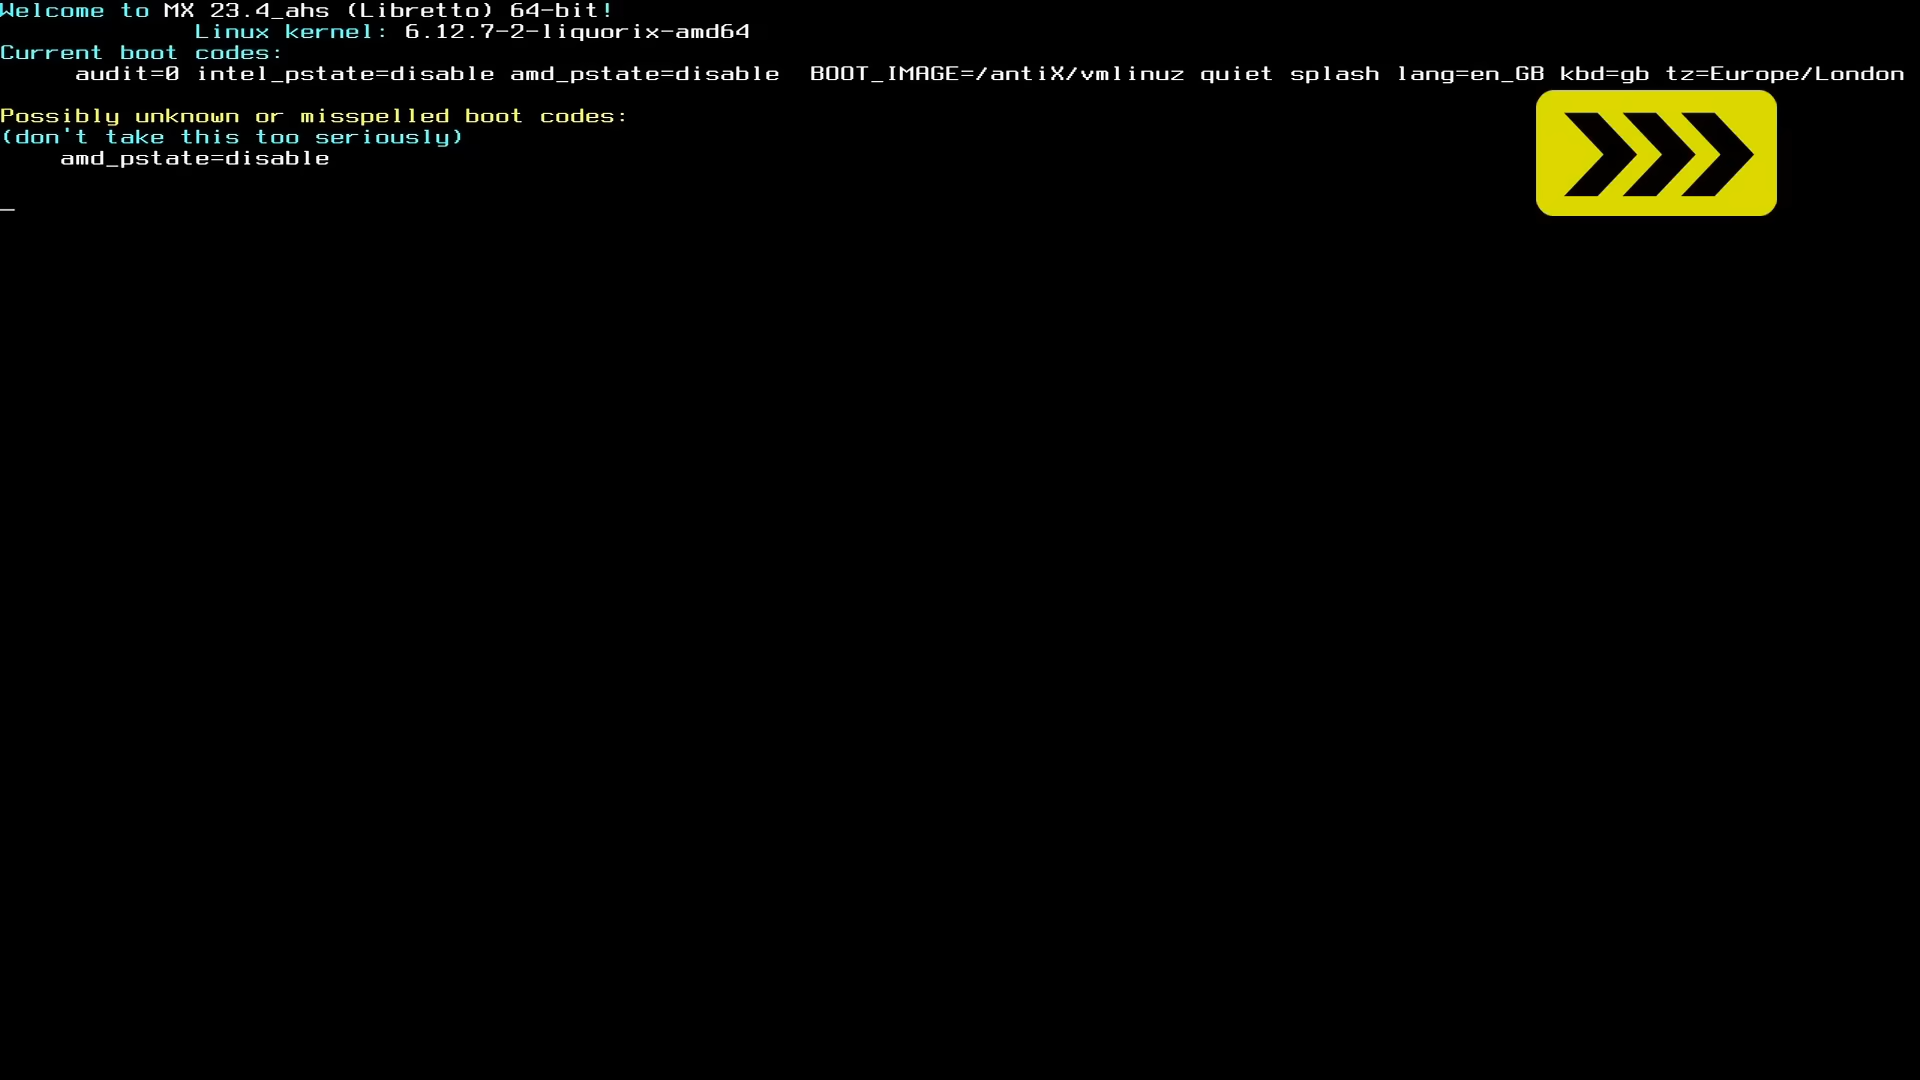 Welcome to MX 23.4_ahs (Libretto) 64-bit!
Linux kernel: 6.12.7-2-liquorix-amd64
Current boot codes:
audit=0 intel_pstate=disable amd_pstate=disable  BOOT_IMAGE=/antiX/vmlinuz quiet splash lang=en_GB kbd=gb tz=Europe/London
Possibly unknown or misspelled boot codes:
(don't take this too seriously)
amd_pstate=disable